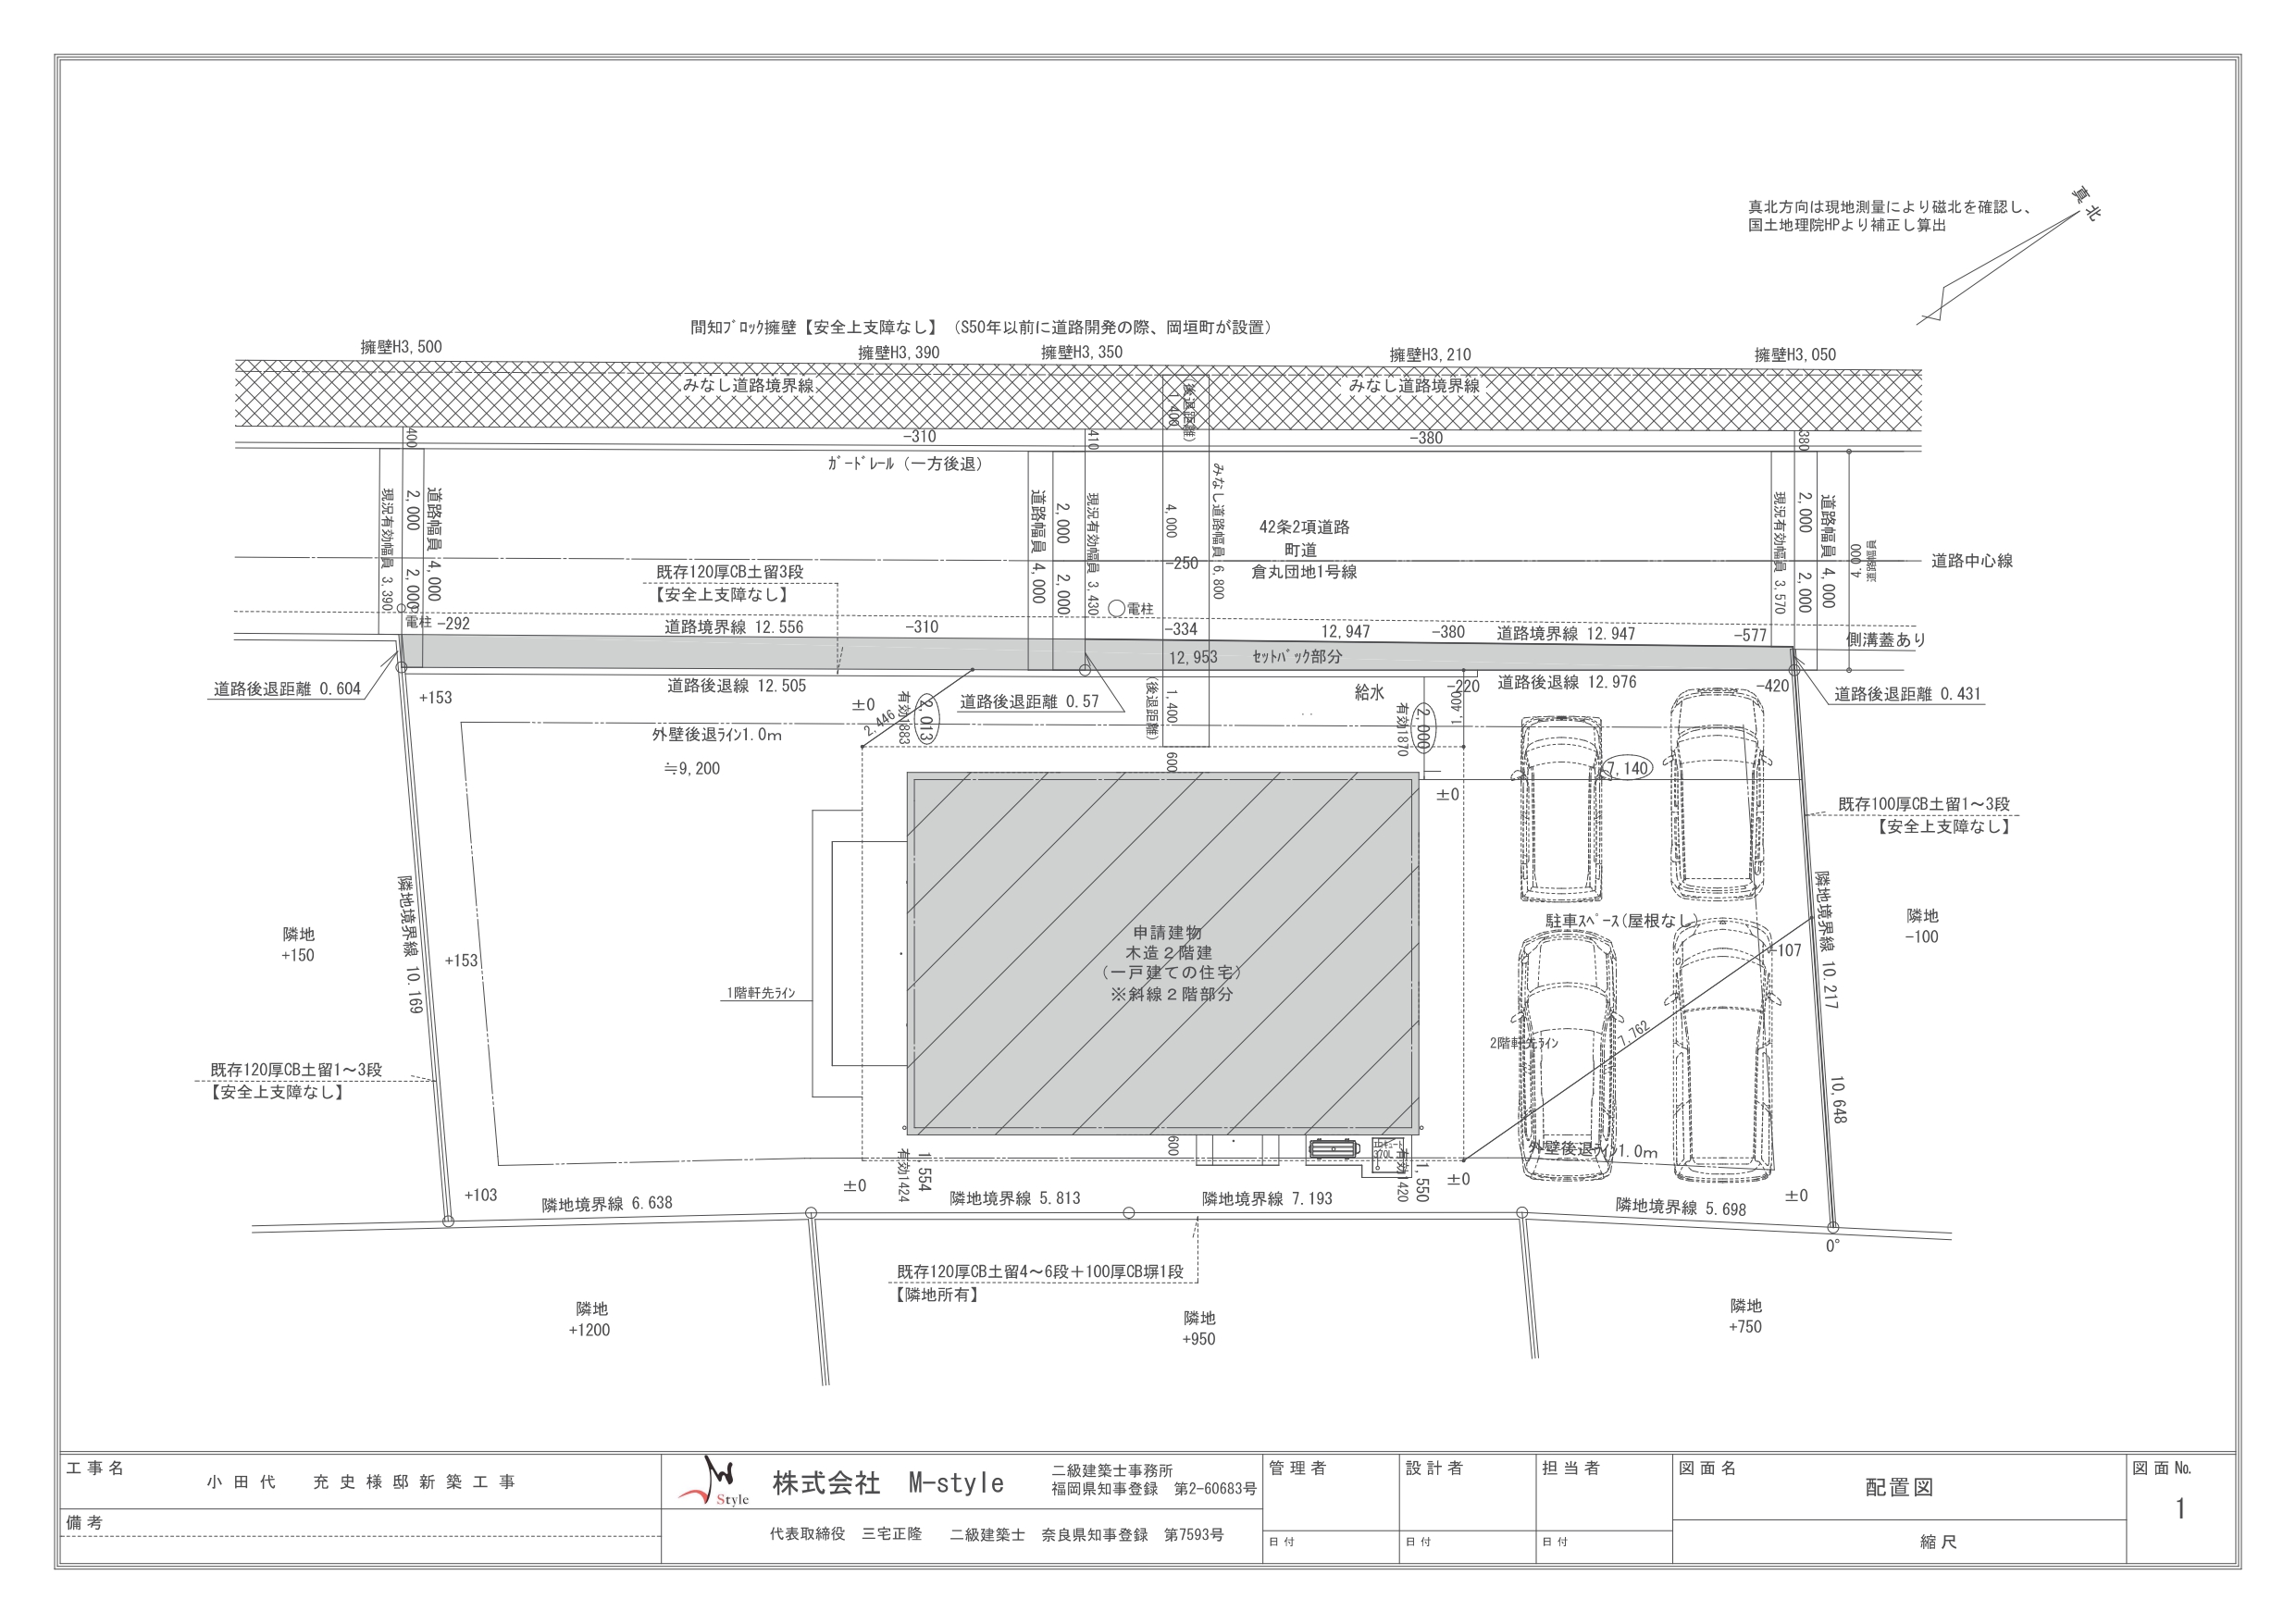 真北
真北方向は現地測量により磁北を確認し、
国土地理院HPより補正し算出
間知ﾌﾞﾛｯｸ擁壁【安全上支障なし】（S50年以前に道路開発の際、岡垣町が設置）
擁壁H3,500
擁壁H3,390
擁壁H3,350
擁壁H3,210
擁壁H3,050
みなし道路境界線
みなし道路境界線
(後退距離)
1,400
400
-310
410
-380
380
ｶﾞｰﾄﾞﾚｰﾙ（一方後退）
現況有効幅員 3,390
2,000
2,000
道路幅員 4,000
道路幅員 4,000
2,000
2,000
現況有効幅員 3,430
4,000
みなし道路幅員 6,800
42条2項道路
町道
倉丸団地1号線
-250
現況有効幅員 3,570
2,000
2,000
道路幅員 4,000
4,000
道路幅員
道路中心線
既存120厚CB土留3段
【安全上支障なし】
電柱
電柱 -292
道路境界線 12.556
-310
-334
12,947
-380
道路境界線 12.947
-577
側溝蓋あり
12,953
ｾｯﾄﾊﾞｯｸ部分
道路後退距離 0.604
+153
道路後退線 12.505
±0
2.446
有効1883
2,013
道路後退距離 0.57
1,400
(後退距離)
給水
有効1870
2,000
-220
1,400
道路後退線 12.976
-420
道路後退距離 0.431
外壁後退ﾗｲﾝ1.0m
≒9,200
600
7,140
±0
既存100厚CB土留1～3段
【安全上支障なし】
隣地
+150
隣地境界線 10.169
+153
1階軒先ﾗｲﾝ
申請建物
木造２階建
（一戸建ての住宅）
※斜線２階部分
駐車ｽﾍﾟｰｽ(屋根なし)
-107
隣地境界線 10.217
隣地
-100
2階軒先ﾗｲﾝ
7.762
10,648
既存120厚CB土留1～3段
【安全上支障なし】
600
ｴｺｷｭｰﾄ
370L
外壁後退ﾗｲﾝ1.0m
+103
±0
有効1424
1,554
有効1420
1,550
±0
±0
隣地境界線 6.638
隣地境界線 5.813
隣地境界線 7.193
隣地境界線 5.698
0°
既存120厚CB土留4～6段＋100厚CB塀1段
【隣地所有】
隣地
+1200
隣地
+950
隣地
+750
工事名
小田代　充史様邸新築工事
備考
Style
株式会社　M-style
二級建築士事務所
福岡県知事登録　第2-60683号
代表取締役　三宅正隆　　二級建築士　奈良県知事登録　第7593号
管理者
日付
設計者
日付
担当者
日付
図面名
配置図
縮尺
図面No.
1